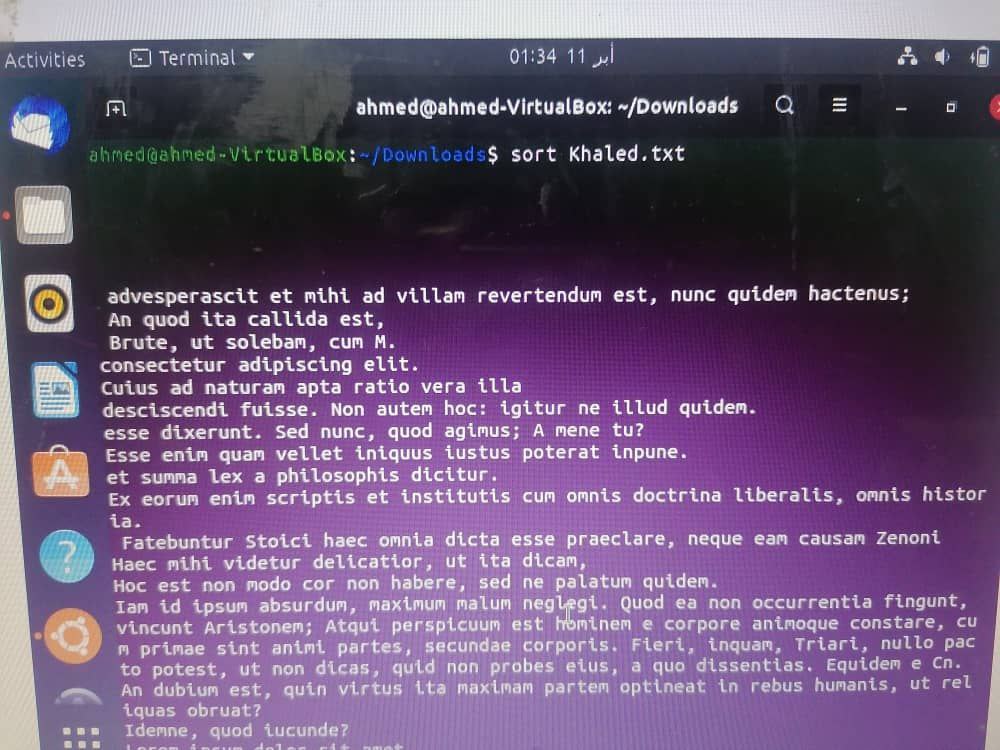 Activities
Terminal
01:34 11 أبر
ahmed@ahmed-VirtualBox: ~/Downloads
ahmed@ahmed-VirtualBox:~/Downloads$ sort Khaled.txt
advesperascit et mihi ad villam revertendum est, nunc quidem hactenus;
An quod ita callida est,
Brute, ut solebam, cum M.
consectetur adipiscing elit.
Cuius ad naturam apta ratio vera illa
desciscendi fuisse. Non autem hoc: igitur ne illud quidem.
esse dixerunt. Sed nunc, quod agimus; A mene tu?
Esse enim quam vellet iniquus iustus poterat inpune.
et summa lex a philosophis dicitur.
Ex eorum enim scriptis et institutis cum omnis doctrina liberalis, omnis histor
ia.
Fatebuntur Stoici haec omnia dicta esse praeclare, neque eam causam Zenoni
Haec mihi videtur delicatior, ut ita dicam,
Hoc est non modo cor non habere, sed ne palatum quidem.
Iam id ipsum absurdum, maximum malum neglegi. Quod ea non occurrentia fingunt,
vincunt Aristonem; Atqui perspicuum est hominem e corpore animoque constare, cu
m primae sint animi partes, secundae corporis. Fieri, inquam, Triari, nullo pac
to potest, ut non dicas, quid non probes eius, a quo dissentias. Equidem e Cn.
An dubium est, quin virtus ita maximam partem optineat in rebus humanis, ut rel
iquas obruat?
Idemne, quod iucunde?
Lorem ipsum dolor sit amet